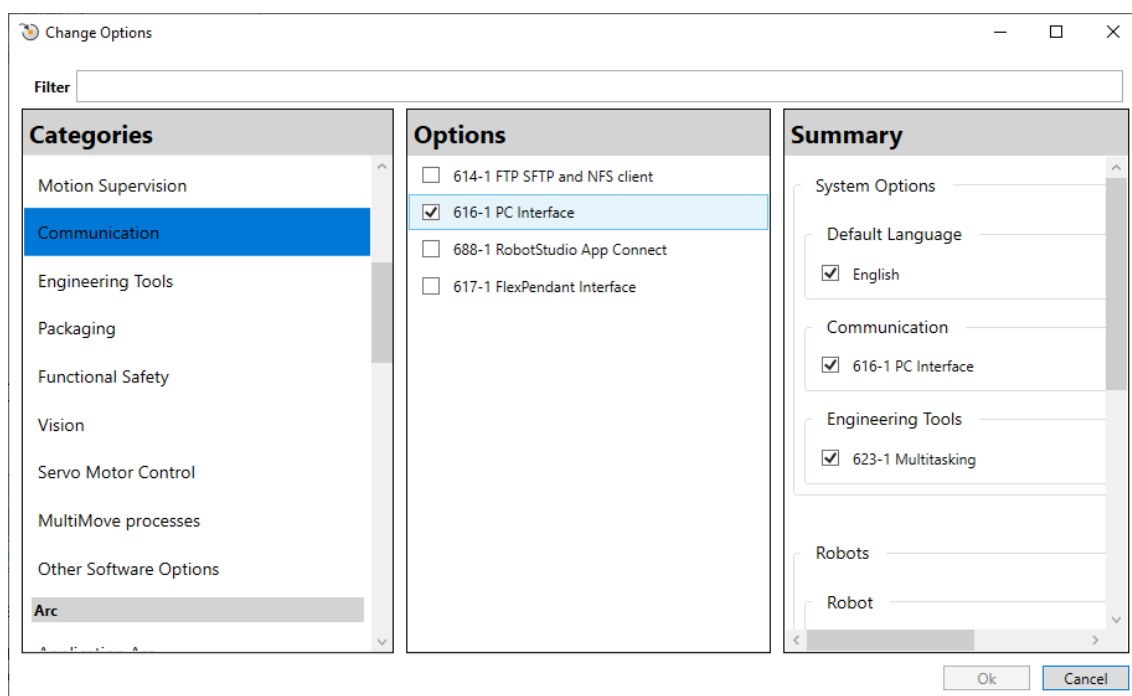 Change Options
Filter
Categories
Motion Supervision
Communication
Engineering Tools
Packaging
Functional Safety
Vision
Servo Motor Control
MultiMove processes
Other Software Options
Arc
Options
614-1 FTP SFTP and NFS client
616-1 PC Interface
688-1 RobotStudio App Connect
617-1 FlexPendant Interface
Summary
System Options
Default Language
English
Communication
616-1 PC Interface
Engineering Tools
623-1 Multitasking
Robots
Robot
Ok
Cancel